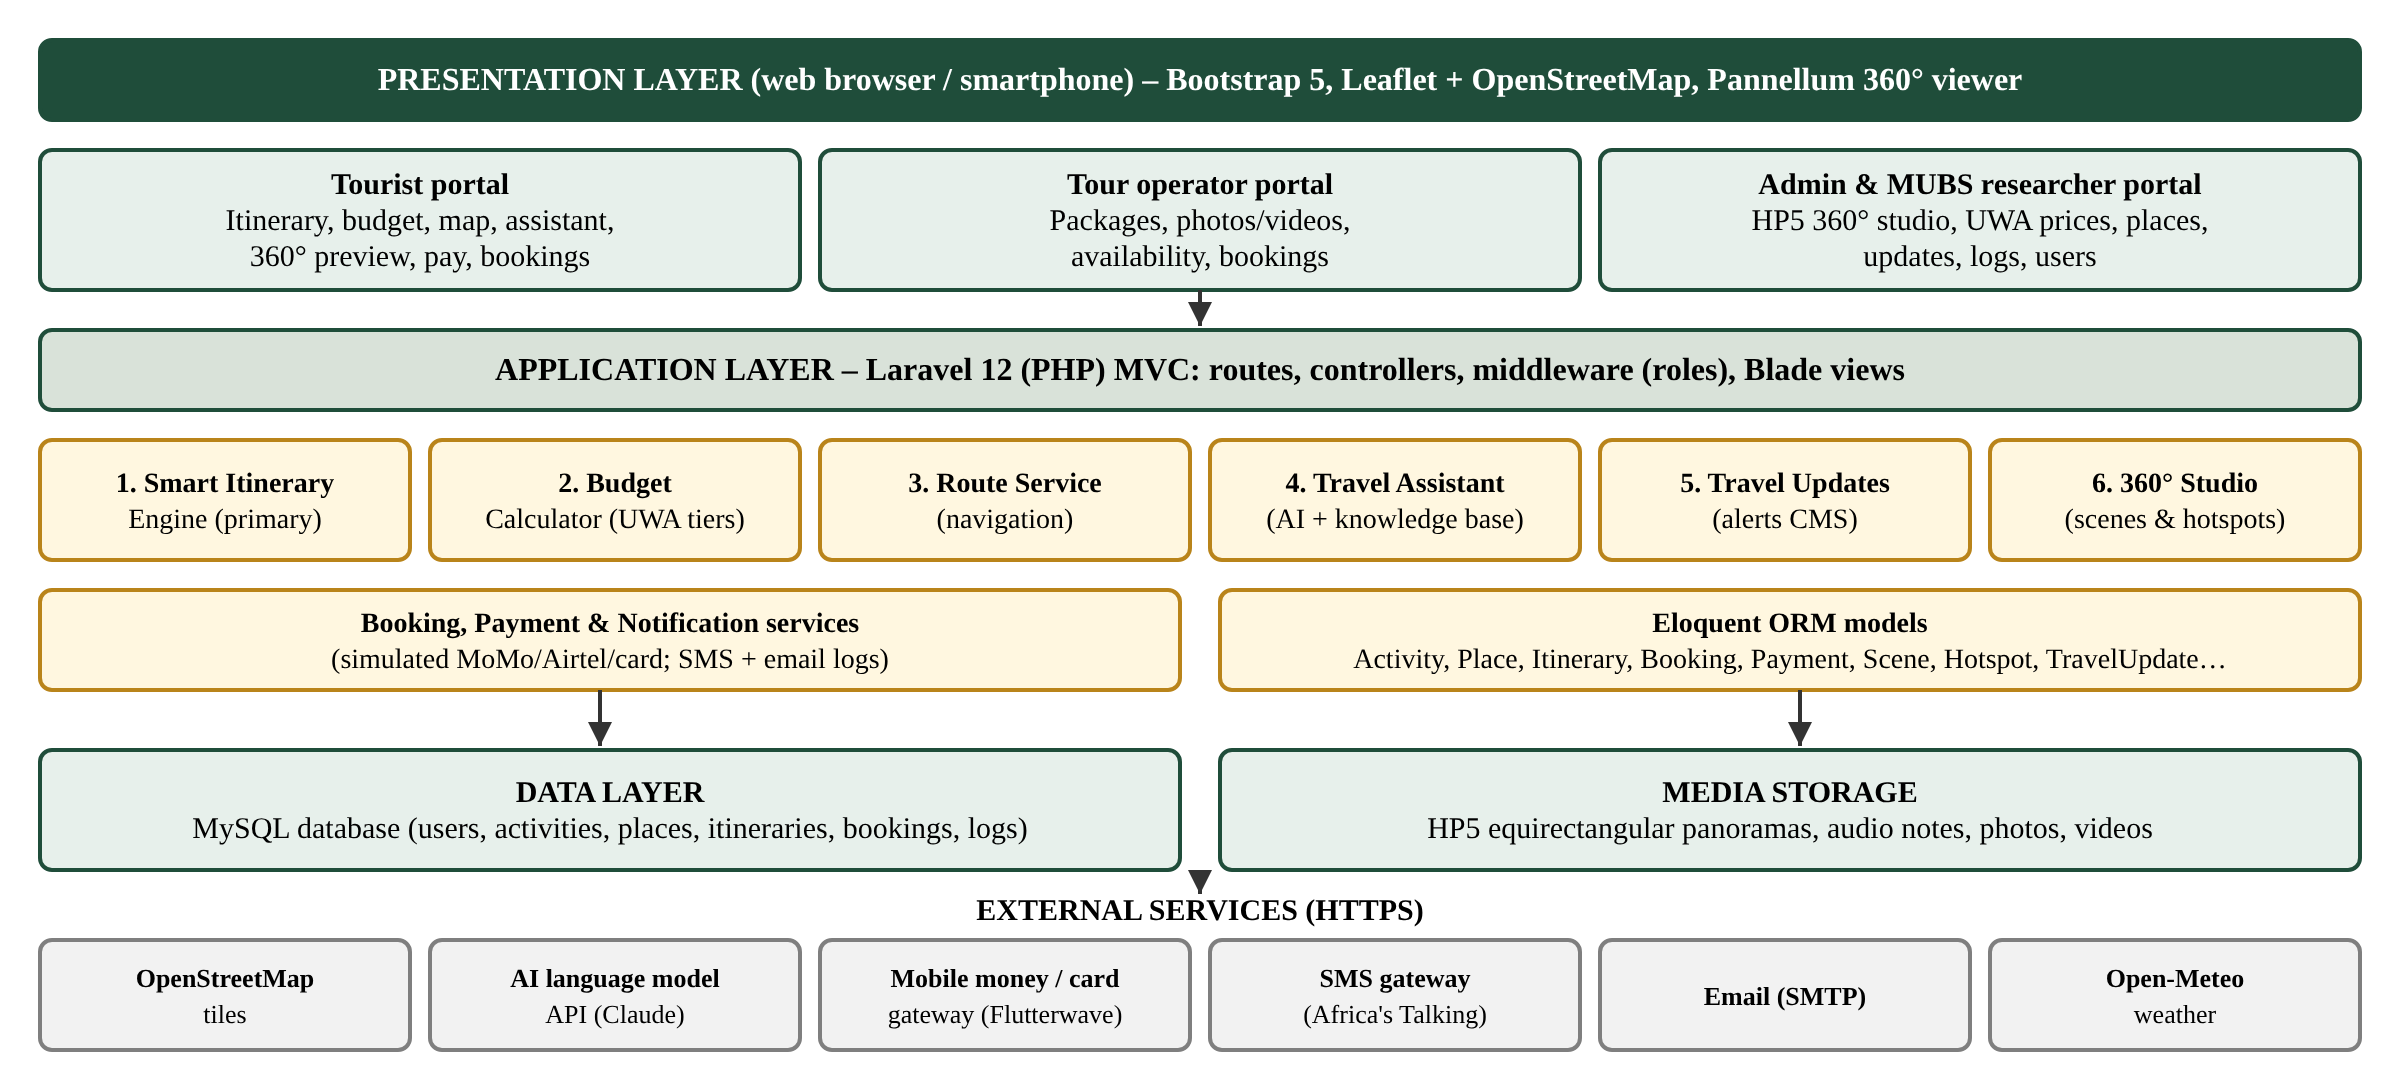 PRESENTATION LAYER (web browser / smartphone) – Bootstrap 5, Leaflet + OpenStreetMap, Pannellum 360° viewer
Tourist portal
Itinerary, budget, map, assistant,
360° preview, pay, bookings
Tour operator portal
Packages, photos/videos,
availability, bookings
Admin & MUBS researcher portal
HP5 360° studio, UWA prices, places,
updates, logs, users
APPLICATION LAYER – Laravel 12 (PHP) MVC: routes, controllers, middleware (roles), Blade views
1. Smart Itinerary
Engine (primary)
2. Budget
Calculator (UWA tiers)
3. Route Service
(navigation)
4. Travel Assistant
(AI + knowledge base)
5. Travel Updates
(alerts CMS)
6. 360° Studio
(scenes & hotspots)
Booking, Payment & Notification services
(simulated MoMo/Airtel/card; SMS + email logs)
Eloquent ORM models
Activity, Place, Itinerary, Booking, Payment, Scene, Hotspot, TravelUpdate…
DATA LAYER
MySQL database (users, activities, places, itineraries, bookings, logs)
MEDIA STORAGE
HP5 equirectangular panoramas, audio notes, photos, videos
EXTERNAL SERVICES (HTTPS)
OpenStreetMap
tiles
AI language model
API (Claude)
Mobile money / card
gateway (Flutterwave)
SMS gateway
(Africa's Talking)
Email (SMTP)
Open-Meteo
weather